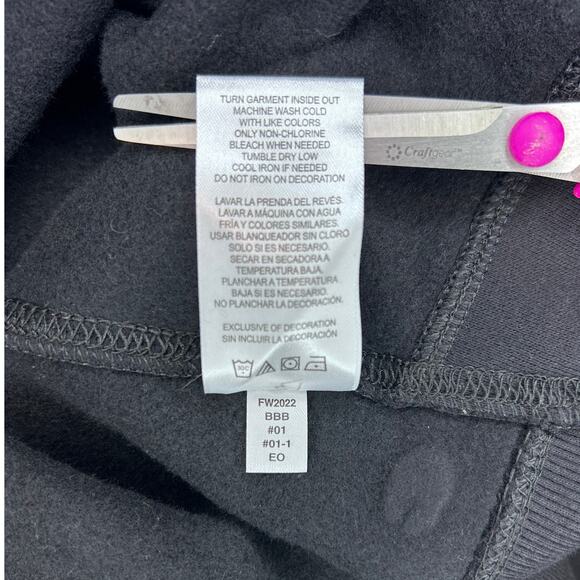 TURN GARMENT INSIDE OUT
MACHINE WASH COLD
WITH LIKE COLORS
ONLY NON-CHLORINE
BLEACH WHEN NEEDED
TUMBLE DRY LOW
COOL IRON IF NEEDED
DO NOT IRON ON DECORATION
LAVAR LA PRENDA DEL REVÉS.
LAVAR A MÁQUINA CON AGUA
FRÍA Y COLORES SIMILARES.
USAR BLANQUEADOR SIN CLORO
SOLO SI ES NECESARIO.
SECAR EN SECADORA A
TEMPERATURA BAJA.
PLANCHAR A TEMPERATURA
BAJA SI ES NECESARIO.
NO PLANCHAR LA DECORACIÓN.
EXCLUSIVE OF DECORATION
SIN INCLUIR LA DECORACIÓN
30C
FW2022
BBB
#01
#01-1
EO
Craftgear™